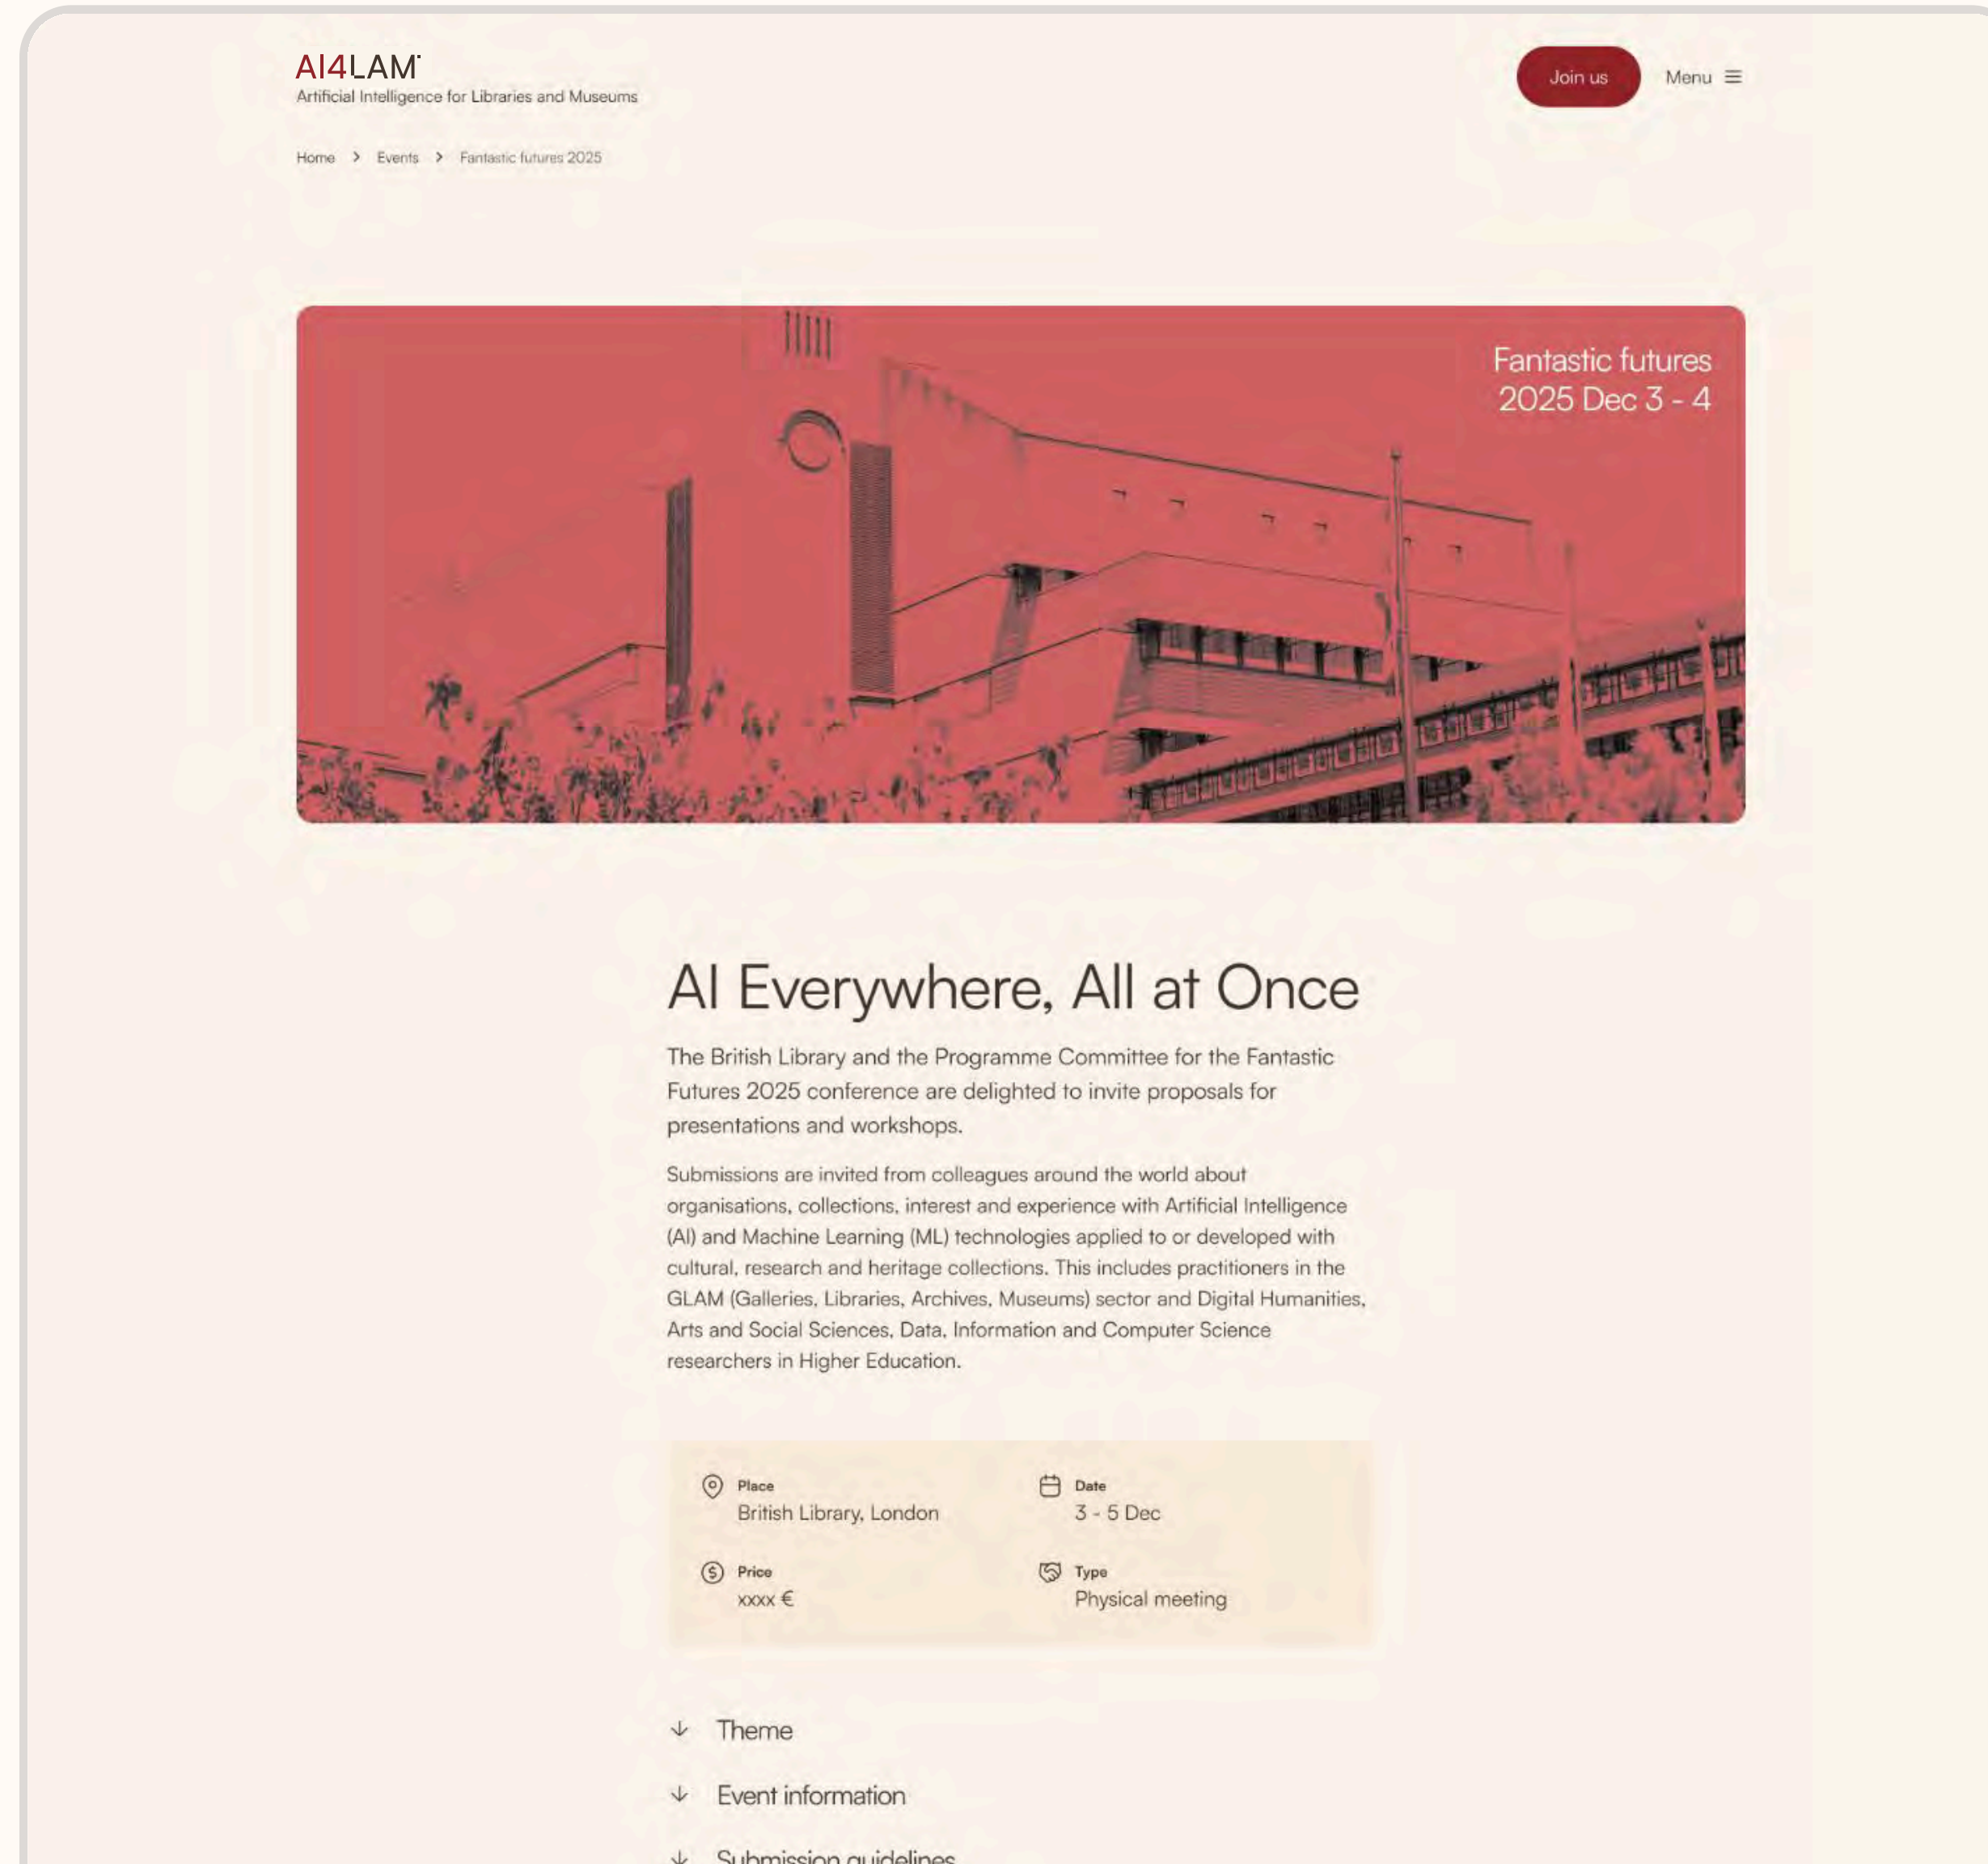 AI4LAM
Artificial Intelligence for Libraries and Museums
Join us
Menu
Home > Events > Fantastic futures 2025
Fantastic futures
2025 Dec 3 - 4
AI Everywhere, All at Once
The British Library and the Programme Committee for the Fantastic
Futures 2025 conference are delighted to invite proposals for
presentations and workshops.
Submissions are invited from colleagues around the world about
organisations, collections, interest and experience with Artificial Intelligence
(AI) and Machine Learning (ML) technologies applied to or developed with
cultural, research and heritage collections. This includes practitioners in the
GLAM (Galleries, Libraries, Archives, Museums) sector and Digital Humanities,
Arts and Social Sciences, Data, Information and Computer Science
researchers in Higher Education.
Place
British Library, London
Date
3 - 5 Dec
Price
xxxx €
Type
Physical meeting
Theme
Event information
Submission guidelines